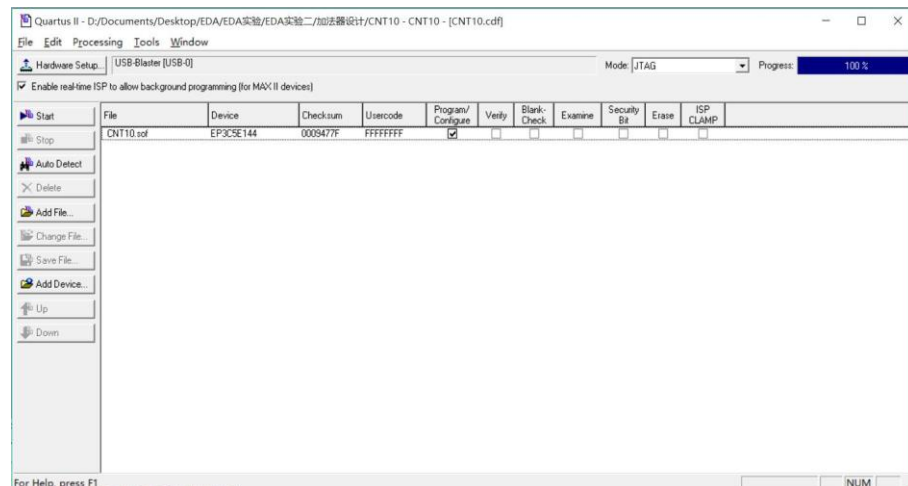 Quartus II - D:/Documents/Desktop/EDA/EDA实验/EDA实验二/加法器设计/CNT10 - CNT10 - [CNT10.cdf]
File Edit Processing Tools Window
Hardware Setup... USB-Blaster [USB-0] Mode: JTAG Progress: 100 %
Enable real-time ISP to allow background programming (for MAX II devices)
Start
Stop
Auto Detect
Delete
Add File...
Change File...
Save File...
Add Device...
Up
Down
File Device Checksum Usercode Program/Configure Verify Blank-Check Examine Security Bit Erase ISP CLAMP
CNT10.sof EP3C5E144 0009477F FFFFFFFF
For Help, press F1 NUM